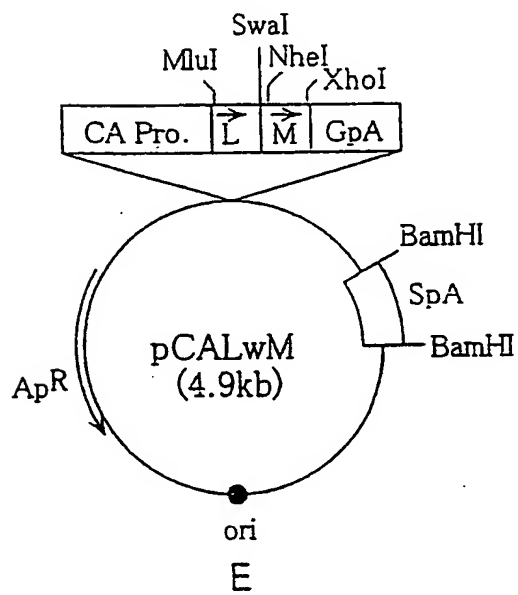 SwaI
MluI
NheI
XhoI
CA Pro.
L
M
GpA
BamHI
SpA
BamHI
pCALwM
(4.9kb)
ApR
ori
E